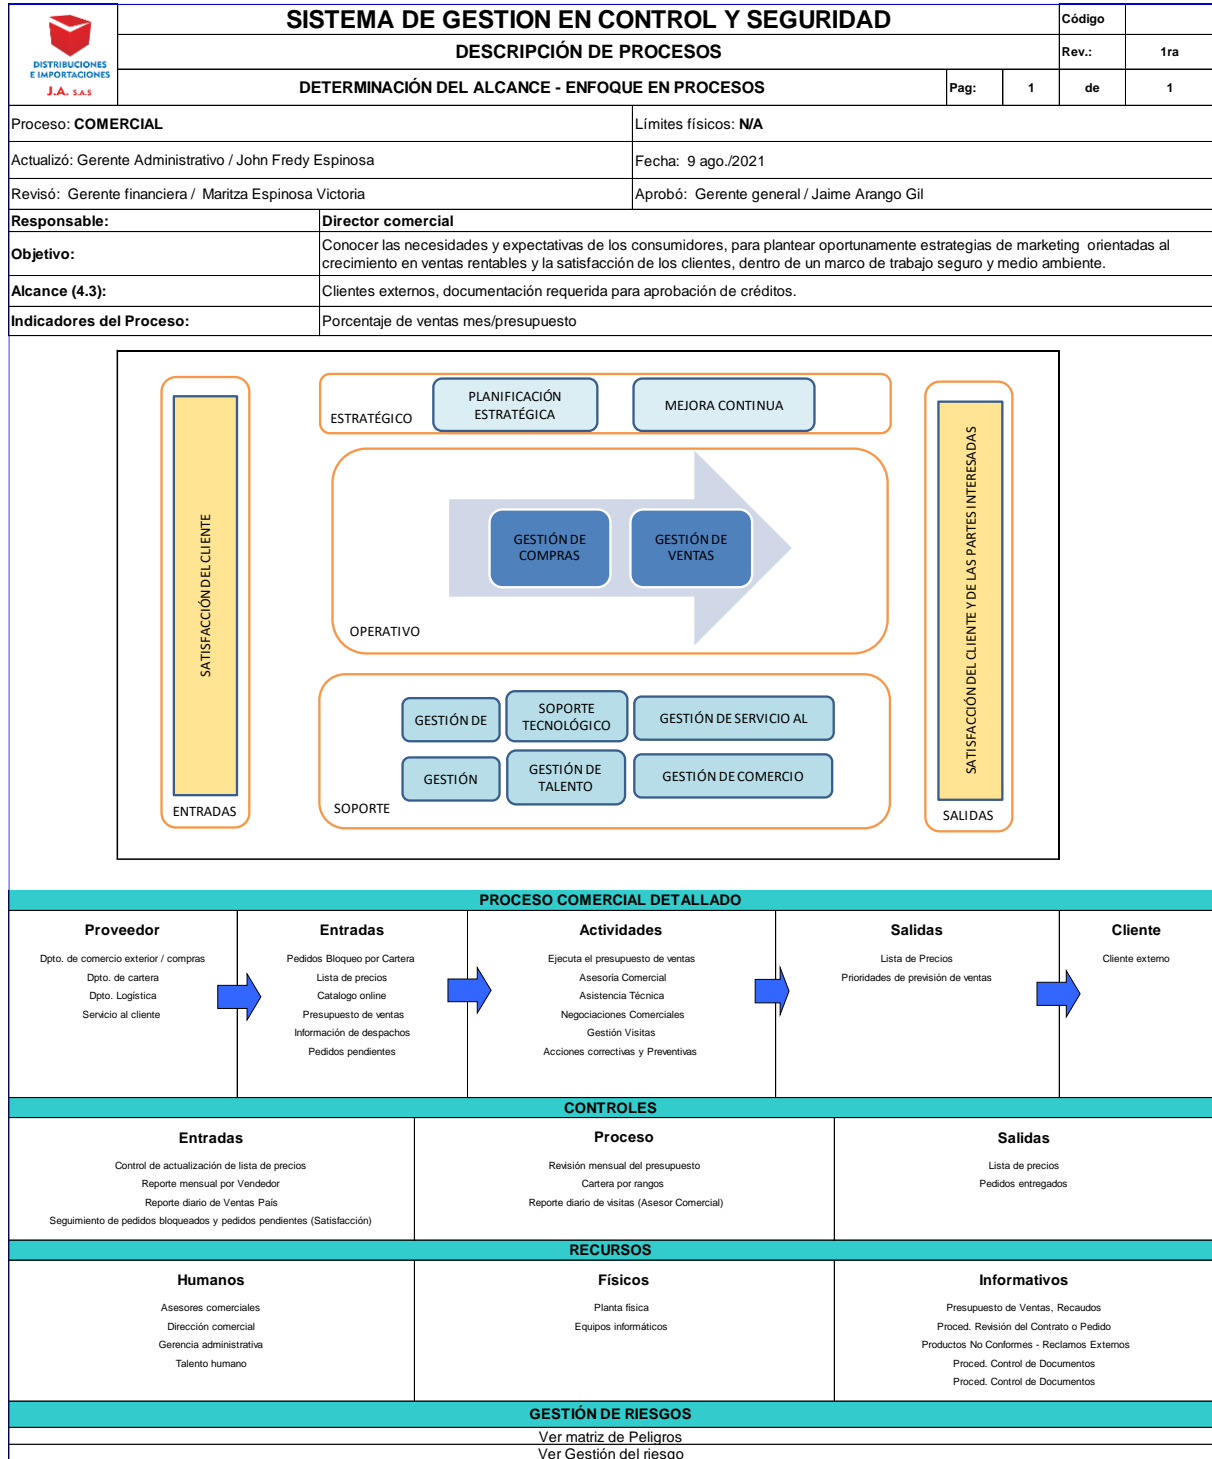 DISTRIBUCIONES
E IMPORTACIONES
J.A. S.A.S
SISTEMA DE GESTION EN CONTROL Y SEGURIDAD
Código
DESCRIPCIÓN DE PROCESOS
Rev.: 1ra
DETERMINACIÓN DEL ALCANCE - ENFOQUE EN PROCESOS
Pag: 1 de 1
Proceso: COMERCIAL
Límites físicos: N/A
Actualizó: Gerente Administrativo / John Fredy Espinosa
Fecha: 9 ago./2021
Revisó: Gerente financiera / Maritza Espinosa Victoria
Aprobó: Gerente general / Jaime Arango Gil
Responsable: Director comercial
Objetivo:
Conocer las necesidades y expectativas de los consumidores, para plantear oportunamente estrategias de marketing orientadas al
crecimiento en ventas rentables y la satisfacción de los clientes, dentro de un marco de trabajo seguro y medio ambiente.
Alcance (4.3): Clientes externos, documentación requerida para aprobación de créditos.
Indicadores del Proceso: Porcentaje de ventas mes/presupuesto
SATISFACCIÓN DEL CLIENTE
ENTRADAS
ESTRATÉGICO
PLANIFICACIÓN
ESTRATÉGICA
MEJORA CONTINUA
GESTIÓN DE
COMPRAS
GESTIÓN DE
VENTAS
OPERATIVO
GESTIÓN DE
SOPORTE
TECNOLÓGICO
GESTIÓN DE SERVICIO AL
GESTIÓN
GESTIÓN DE
TALENTO
GESTIÓN DE COMERCIO
SOPORTE
SATISFACCIÓN DEL CLIENTE Y DE LAS PARTES INTERESADAS
SALIDAS
PROCESO COMERCIAL DETALLADO
Proveedor
Dpto. de comercio exterior / compras
Dpto. de cartera
Dpto. Logística
Servicio al cliente
Entradas
Pedidos Bloqueo por Cartera
Lista de precios
Catalogo online
Presupuesto de ventas
Información de despachos
Pedidos pendientes
Actividades
Ejecuta el presupuesto de ventas
Asesoría Comercial
Asistencia Técnica
Negociaciones Comerciales
Gestión Visitas
Acciones correctivas y Preventivas
Salidas
Lista de Precios
Prioridades de previsión de ventas
Cliente
Cliente externo
CONTROLES
Entradas
Control de actualización de lista de precios
Reporte mensual por Vendedor
Reporte diario de Ventas País
Seguimiento de pedidos bloqueados y pedidos pendientes (Satisfacción)
Proceso
Revisión mensual del presupuesto
Cartera por rangos
Reporte diario de visitas (Asesor Comercial)
Salidas
Lista de precios
Pedidos entregados
RECURSOS
Humanos
Asesores comerciales
Dirección comercial
Gerencia administrativa
Talento humano
Físicos
Planta física
Equipos informáticos
Informativos
Presupuesto de Ventas, Recaudos
Proced. Revisión del Contrato o Pedido
Productos No Conformes - Reclamos Externos
Proced. Control de Documentos
Proced. Control de Documentos
GESTIÓN DE RIESGOS
Ver matriz de Peligros
Ver Gestión del riesgo